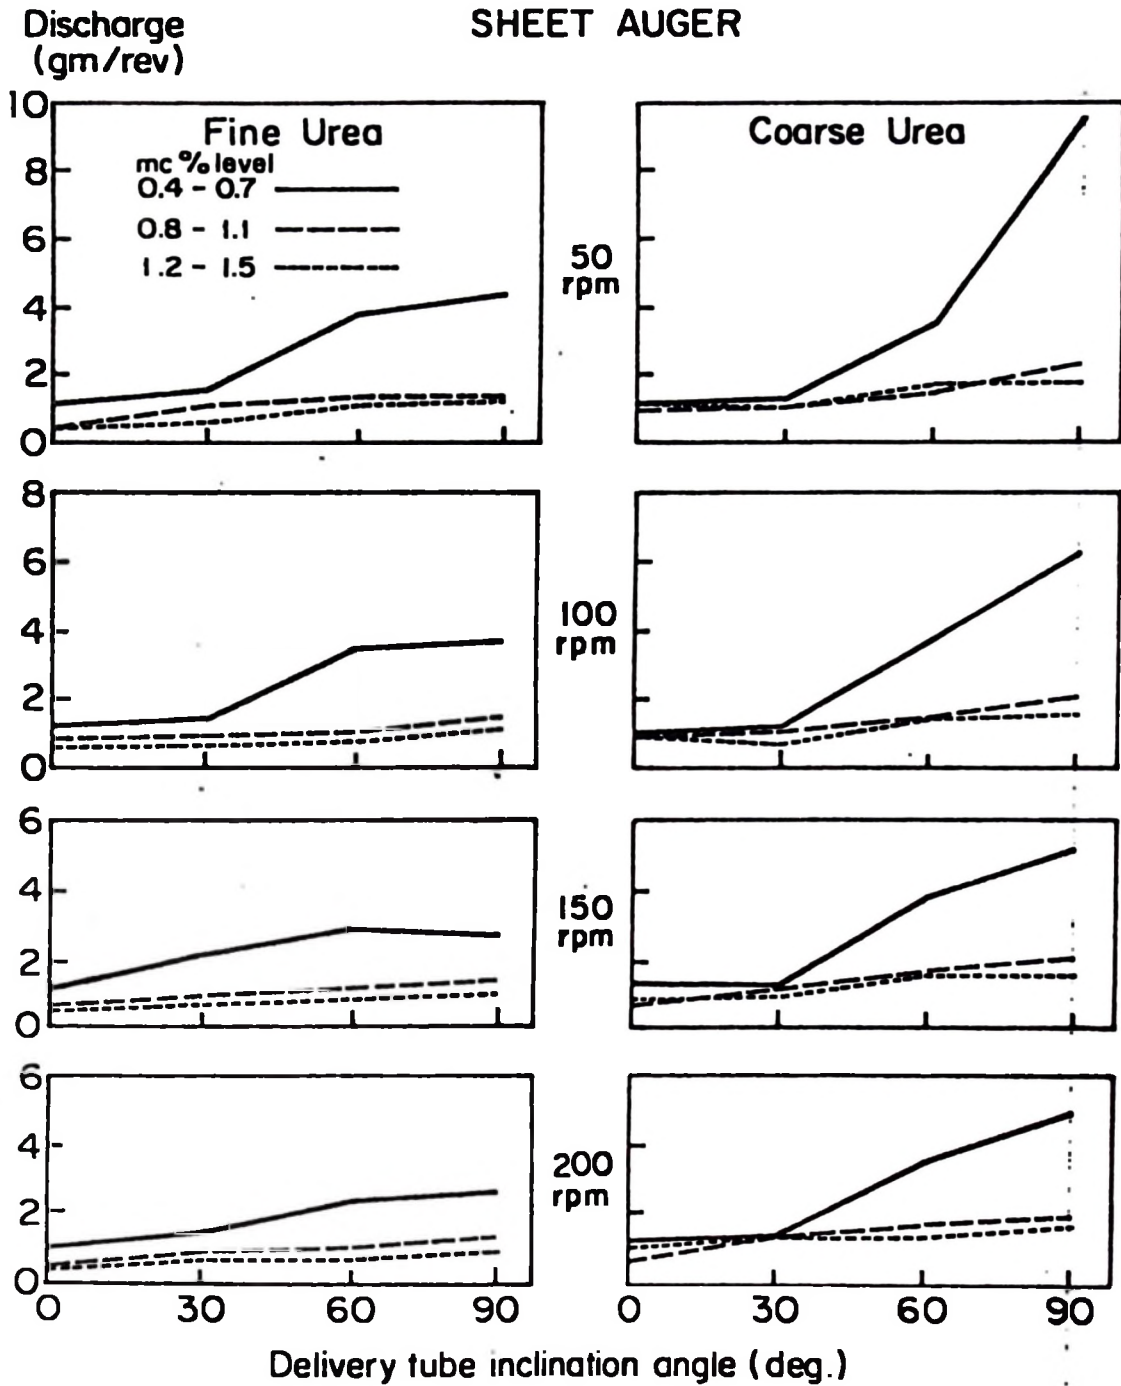 SHEET AUGER
Discharge
(gm/rev)
10
8
6
4
2
0
Fine Urea
mc % level
0.4 - 0.7
0.8 - 1.1
1.2 - 1.5
50
rpm
Coarse Urea
8
6
4
2
0
100
rpm
6
4
2
0
150
rpm
6
4
2
0
200
rpm
0 30 60 90
0 30 60 90
Delivery tube inclination angle (deg.)